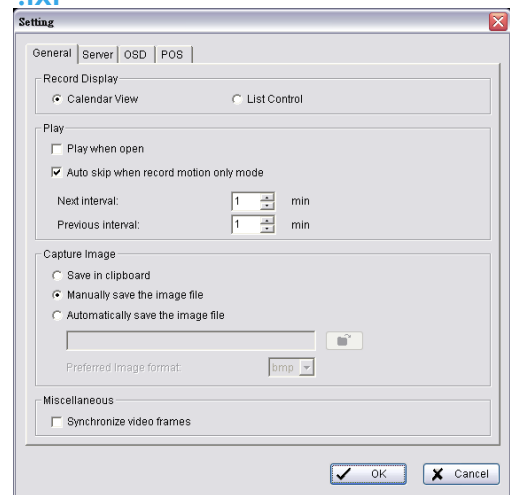 Setting
General Server OSD POS
Record Display
Calendar View List Control
Play
Play when open
Auto skip when record motion only mode
Next interval: 1 min
Previous interval: 1 min
Capture Image
Save in clipboard
Manually save the image file
Automatically save the image file
Preferred Image format: bmp
Miscellaneous
Synchronize video frames
OK Cancel